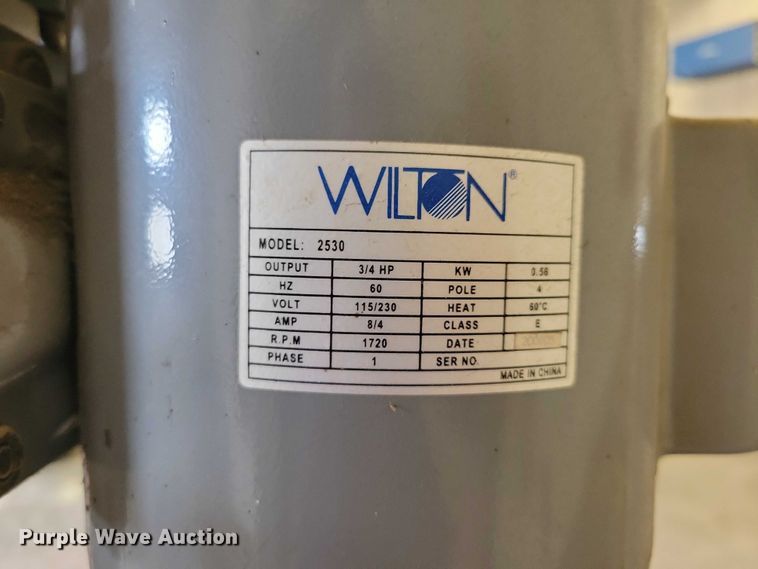 WILTON®
MODEL: 2530
OUTPUT 3/4 HP KW 0.56
HZ 60 POLE 4
VOLT 115/230 HEAT 60°C
AMP 8/4 CLASS E
R.P.M 1720 DATE
PHASE 1 SER NO.
MADE IN CHINA
Purple Wave Auction